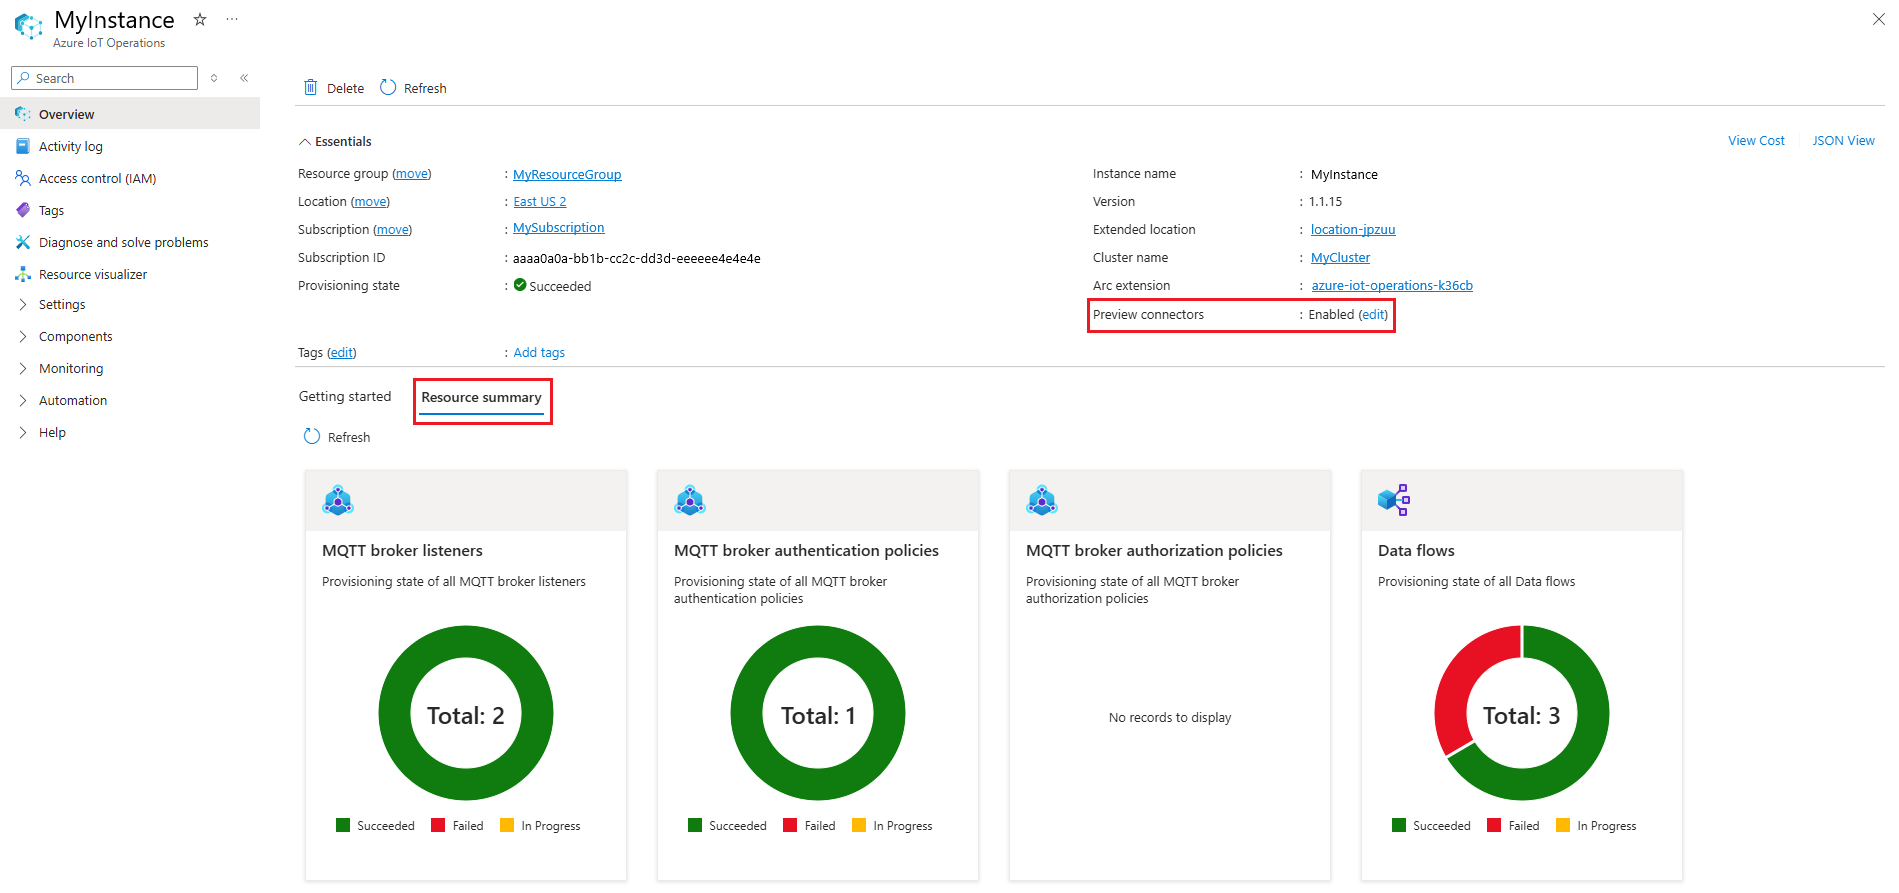 MyInstance
Azure IoT Operations
Search
Overview
Activity log
Access control (IAM)
Tags
Diagnose and solve problems
Resource visualizer
Settings
Components
Monitoring
Automation
Help
Delete
Refresh
Essentials
View Cost
JSON View
Resource group (move) : MyResourceGroup
Location (move) : East US 2
Subscription (move) : MySubscription
Subscription ID : aaaa0a0a-bb1b-cc2c-dd3d-eeeeee4e4e4e
Provisioning state : Succeeded
Instance name : MyInstance
Version : 1.1.15
Extended location : location-jpzuu
Cluster name : MyCluster
Arc extension : azure-iot-operations-k36cb
Preview connectors : Enabled (edit)
Tags (edit) : Add tags
Getting started
Resource summary
Refresh
MQTT broker listeners
Provisioning state of all MQTT broker listeners
Total: 2
Succeeded Failed In Progress
MQTT broker authentication policies
Provisioning state of all MQTT broker
authentication policies
Total: 1
Succeeded Failed In Progress
MQTT broker authorization policies
Provisioning state of all MQTT broker
authorization policies
No records to display
Data flows
Provisioning state of all Data flows
Total: 3
Succeeded Failed In Progress